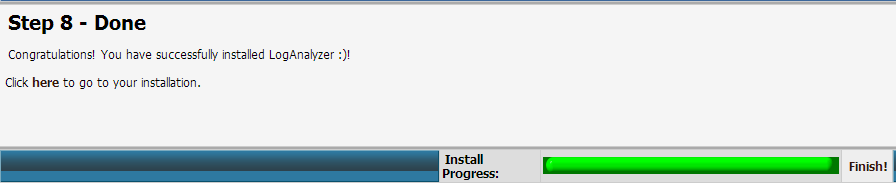 Step 8 - Done
Congratulations! You have successfully installed LogAnalyzer :)!
Click here to go to your installation.
Install
Progress:
Finish!